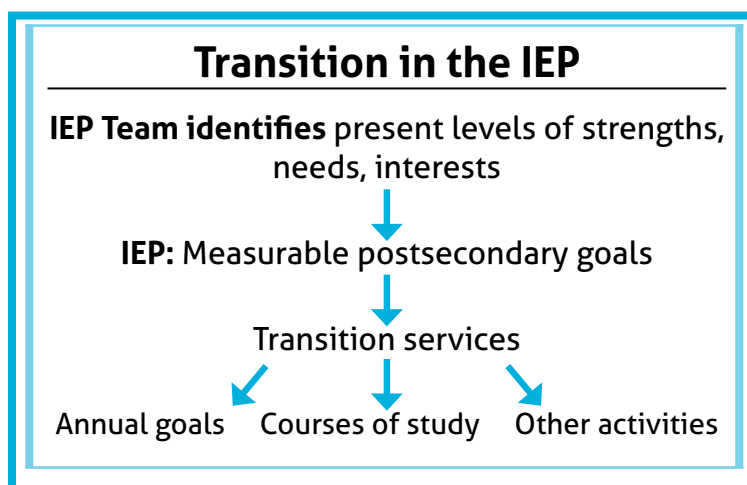 Transition in the IEP
IEP Team identifies present levels of strengths,
needs, interests
IEP: Measurable postsecondary goals
Transition services
Annual goals Courses of study Other activities